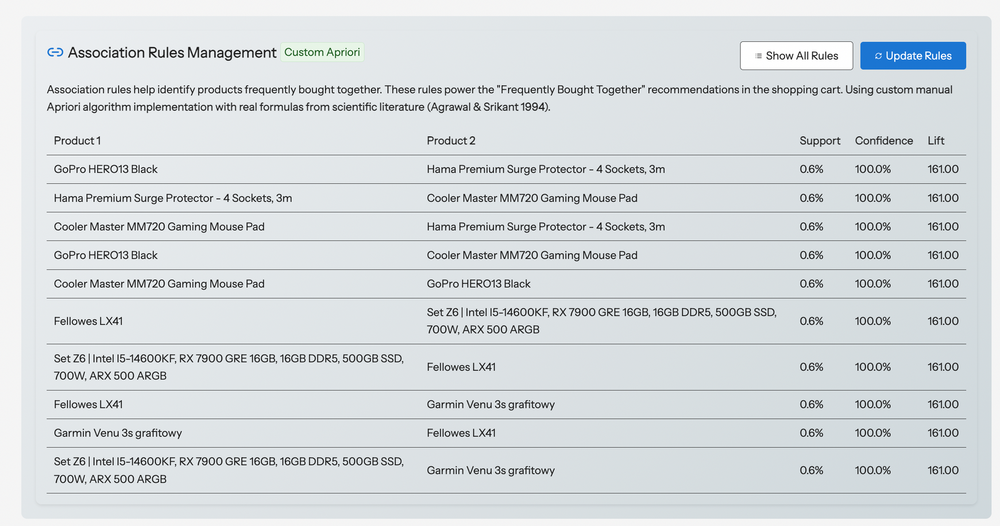 Association Rules Management Custom Apriori
Show All Rules Update Rules
Association rules help identify products frequently bought together. These rules power the "Frequently Bought Together" recommendations in the shopping cart. Using custom manual
Apriori algorithm implementation with real formulas from scientific literature (Agrawal & Srikant 1994).
Product 1 Product 2 Support Confidence Lift
GoPro HERO13 Black Hama Premium Surge Protector - 4 Sockets, 3m 0.6% 100.0% 161.00
Hama Premium Surge Protector - 4 Sockets, 3m Cooler Master MM720 Gaming Mouse Pad 0.6% 100.0% 161.00
Cooler Master MM720 Gaming Mouse Pad Hama Premium Surge Protector - 4 Sockets, 3m 0.6% 100.0% 161.00
GoPro HERO13 Black Cooler Master MM720 Gaming Mouse Pad 0.6% 100.0% 161.00
Cooler Master MM720 Gaming Mouse Pad GoPro HERO13 Black 0.6% 100.0% 161.00
Fellowes LX41 Set Z6 | Intel I5-14600KF, RX 7900 GRE 16GB, 16GB DDR5, 500GB SSD,
700W, ARX 500 ARGB 0.6% 100.0% 161.00
Set Z6 | Intel I5-14600KF, RX 7900 GRE 16GB, 16GB DDR5, 500GB SSD,
700W, ARX 500 ARGB Fellowes LX41 0.6% 100.0% 161.00
Fellowes LX41 Garmin Venu 3s grafitowy 0.6% 100.0% 161.00
Garmin Venu 3s grafitowy Fellowes LX41 0.6% 100.0% 161.00
Set Z6 | Intel I5-14600KF, RX 7900 GRE 16GB, 16GB DDR5, 500GB SSD,
700W, ARX 500 ARGB Garmin Venu 3s grafitowy 0.6% 100.0% 161.00